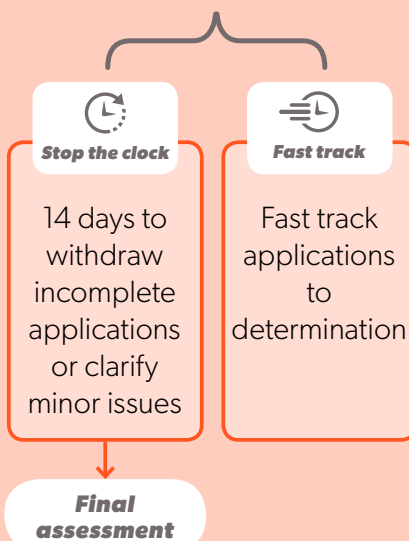 Stop the clock
14 days to
withdraw
incomplete
applications
or clarify
minor issues
Fast track
Fast track
applications
to
determination
Final
assessment